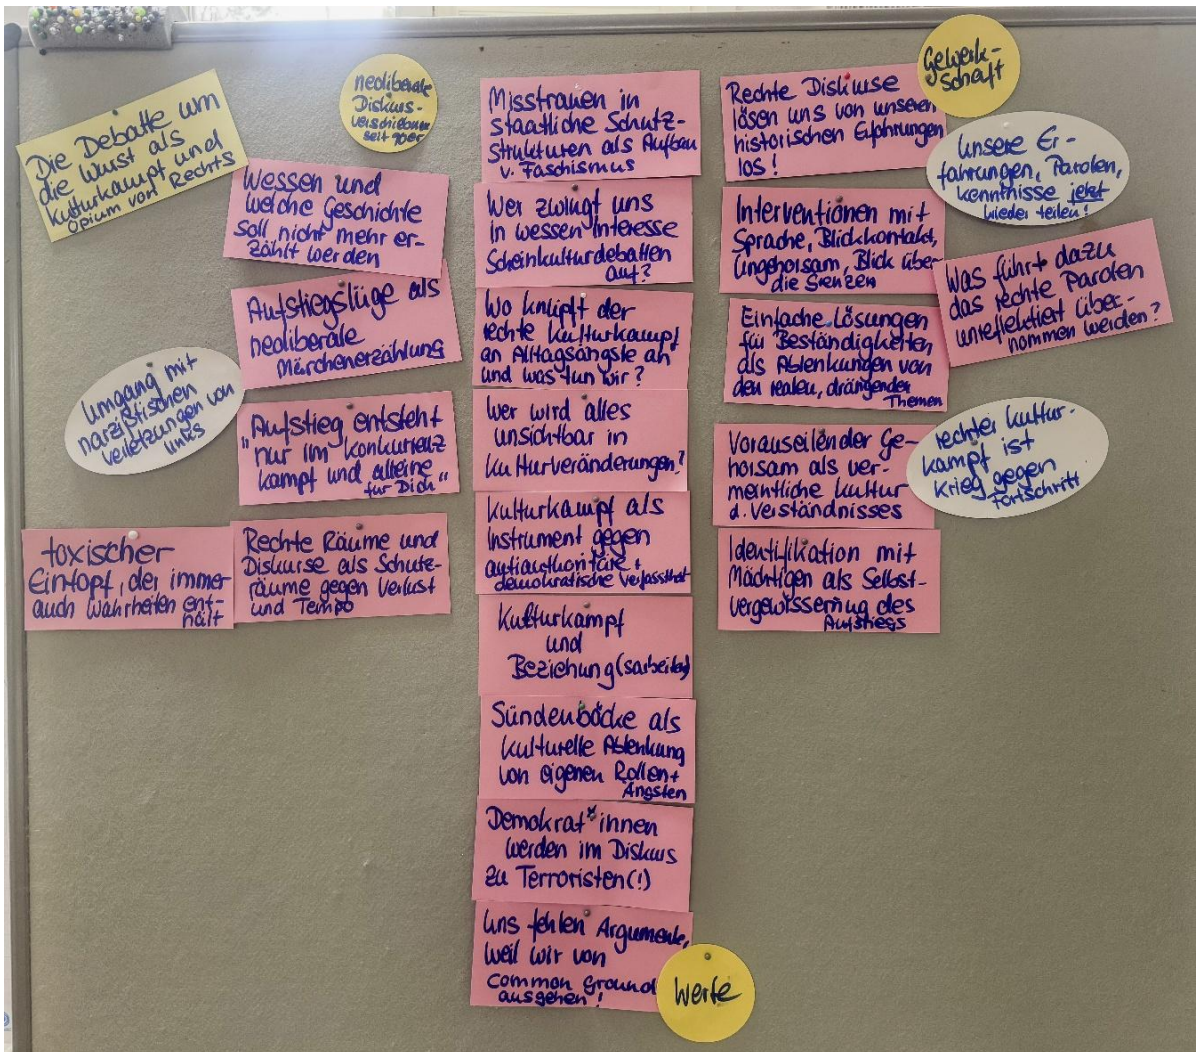 Die Debatte um
die Wurst als
Kulturkampf und
Opium von Rechts
neoliberale
Diskurs-
verschiebung
seit 90er
Wessen und
welche Geschichte
soll nicht mehr er-
zählt werden
Aufstiegslüge als
neoliberale
Märchenerzählung
Umgang mit
narzistischen
Verletzungen von
links
"Aufstieg entsteht
nur im Konkurrenz
kampf und alleine
für Dich"
toxischer
Eintopf, der immer
auch Wahrheiten ent-
hält
Rechte Räume und
Diskurse als Schutz-
räume gegen Verlust
und Tempo
Misstrauen in
staatliche Schutz-
strukturen als Aufbau
v. Faschismus
Wer zwingt uns
in wessen Interesse
Scheinkulturdebatten
auf?
Wo knüpft der
rechte Kulturkampf
an Alltagsängste an
und was tun wir?
Wer wird alles
unsichtbar in
Kulturveränderungen?
Kulturkampf als
Instrument gegen
antiautoritäre +
demokratische Verfasstheit
Kulturkampf
und
Beziehung(sarbeiten)
Sündenböcke als
kulturelle Ablenkung
von eigenen Rollen +
Ängsten
Demokrat*innen
werden im Diskurs
zu Terroristen(!)
Uns fehlen Argumente,
weil wir von
Common Ground
ausgehen!
Werte
Rechte Diskurse
lösen uns von unseren
historischen Erfahrungen
los!
Gewerk-
schaft
Unsere Er-
fahrungen, Parolen,
Kenntnisse jetzt
wieder teilen!
Interventionen mit
Sprache, Blickkontakt,
Ungehorsam, Blick über
die Grenzen
Was führt dazu
das rechte Parolen
unreflektiert über-
nommen werden?
Einfache Lösungen
für Beständigkeiten
als Ablenkungen von
den realen, drängenden
Themen
Vorauseilender Ge-
horsam als ver-
meintliche Kultur
d. Verständnisses
rechter Kultur-
kampf ist
Krieg gegen
Fortschritt
Identifikation mit
Mächtigen als Selbst-
vergewisserung des
Aufstiegs